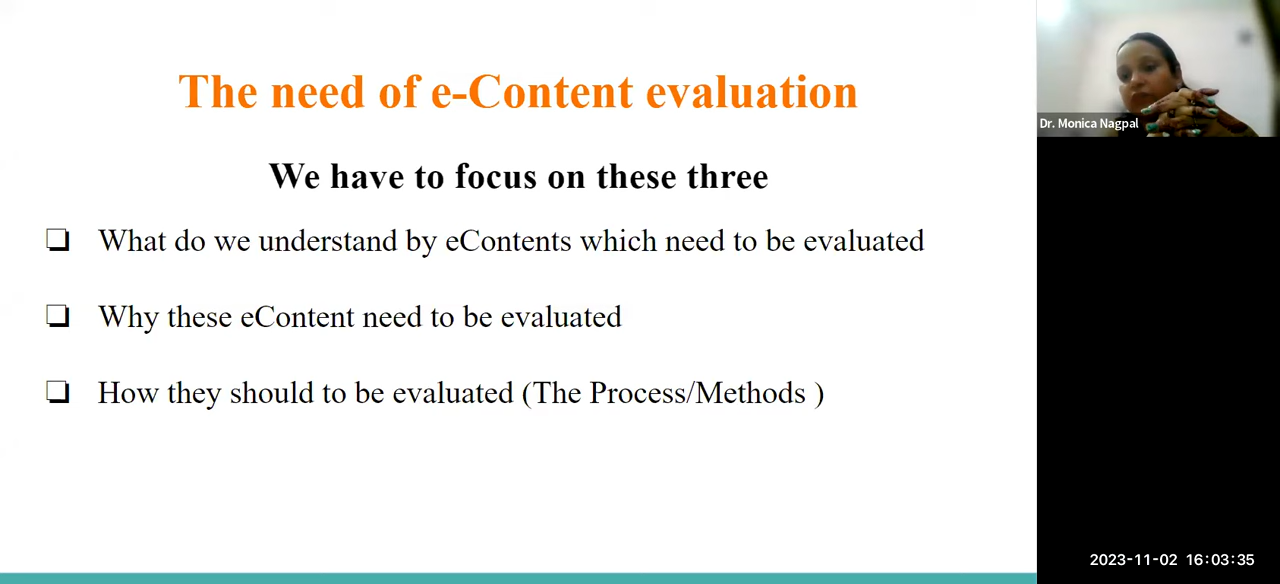 The need of e-Content evaluation
We have to focus on these three
❑ What do we understand by eContents which need to be evaluated
❑ Why these eContent need to be evaluated
❑ How they should to be evaluated (The Process/Methods )
Dr. Monica Nagpal
2023-11-02 16:03:35